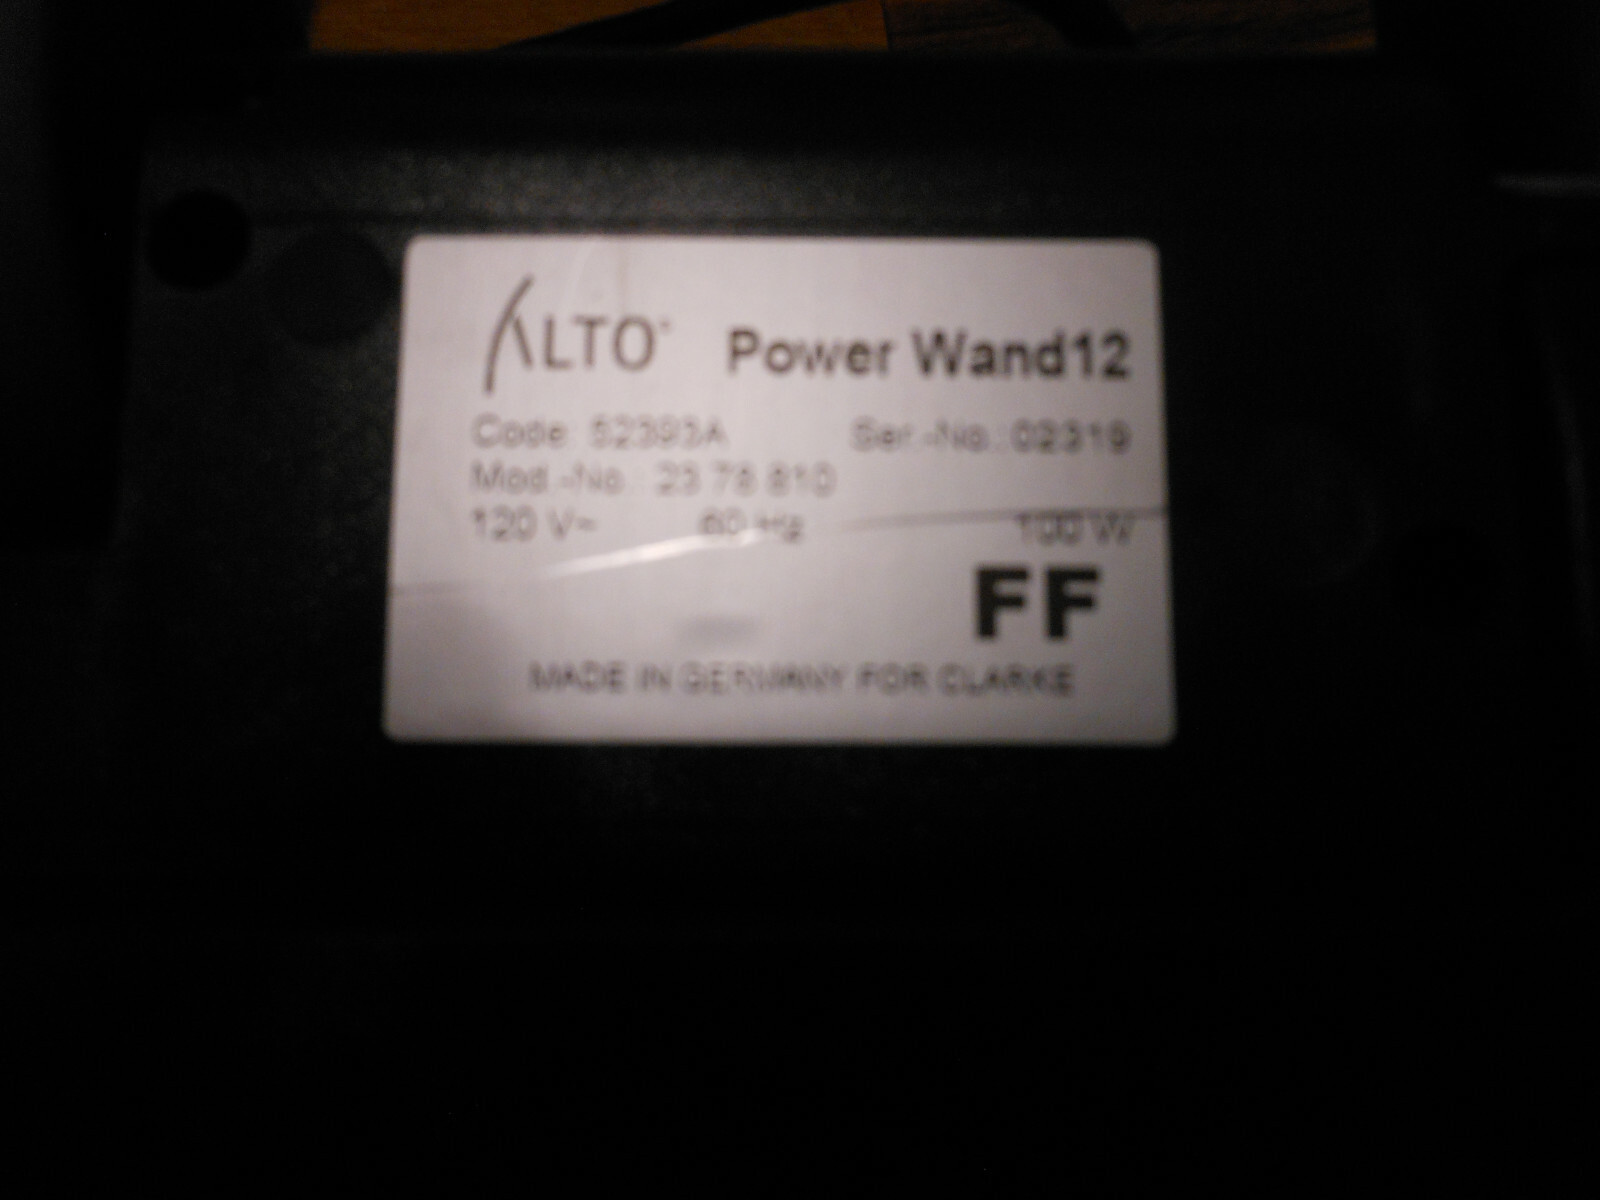 ALTO Power Wand12
Code: 52393A Ser.-No.: 02319
Mod.-No.: 23 78 810
120 V~ 60 Hz 100 W
FF
MADE IN GERMANY FOR CLARKE